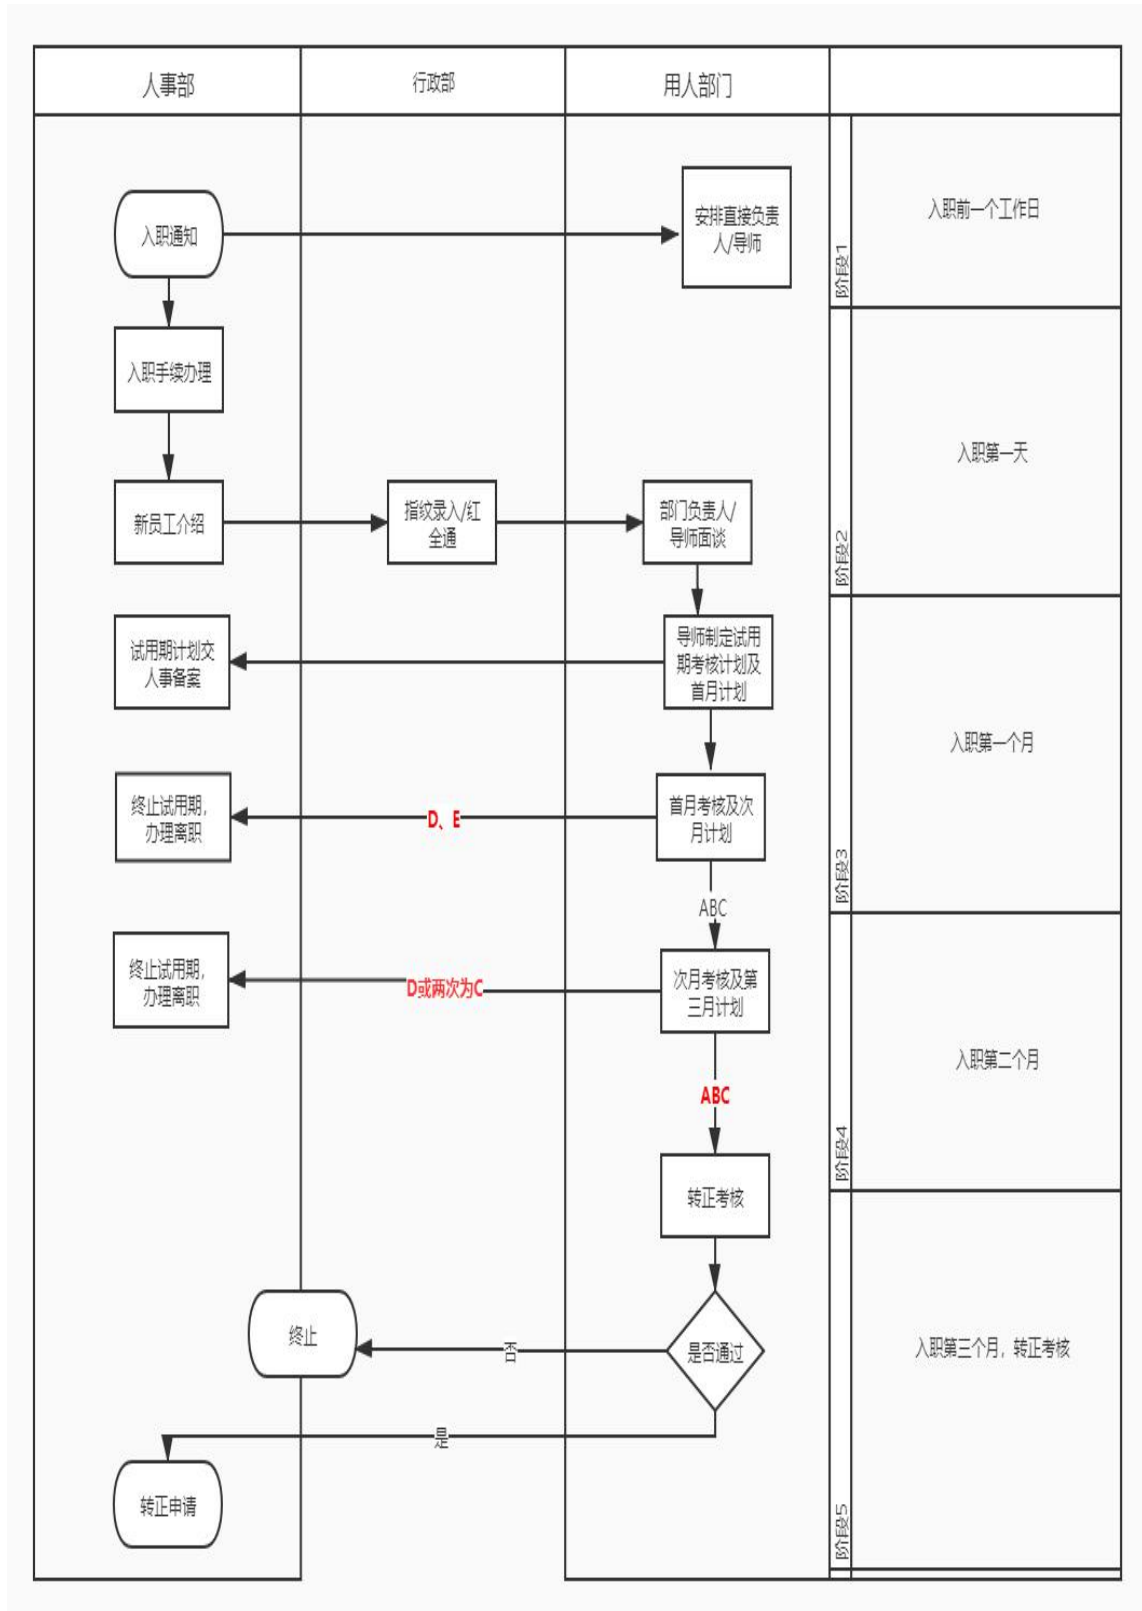 人事部
行政部
用人部门
入职通知
安排直接负责
人/导师
入职前一个工作日
阶段1
入职手续办理
入职第一天
新员工介绍
指纹录入/红
全通
部门负责人/
导师面谈
阶段2
试用期计划交
人事备案
导师制定试用
期考核计划及
首月计划
入职第一个月
终止试用期,
办理离职
D、E
首月考核及次
月计划
阶段3
ABC
终止试用期,
办理离职
D或两次为C
次月考核及第
三月计划
入职第二个月
ABC
阶段4
转正考核
终止
否
是否通过
入职第三个月，转正考核
是
转正申请
阶段5